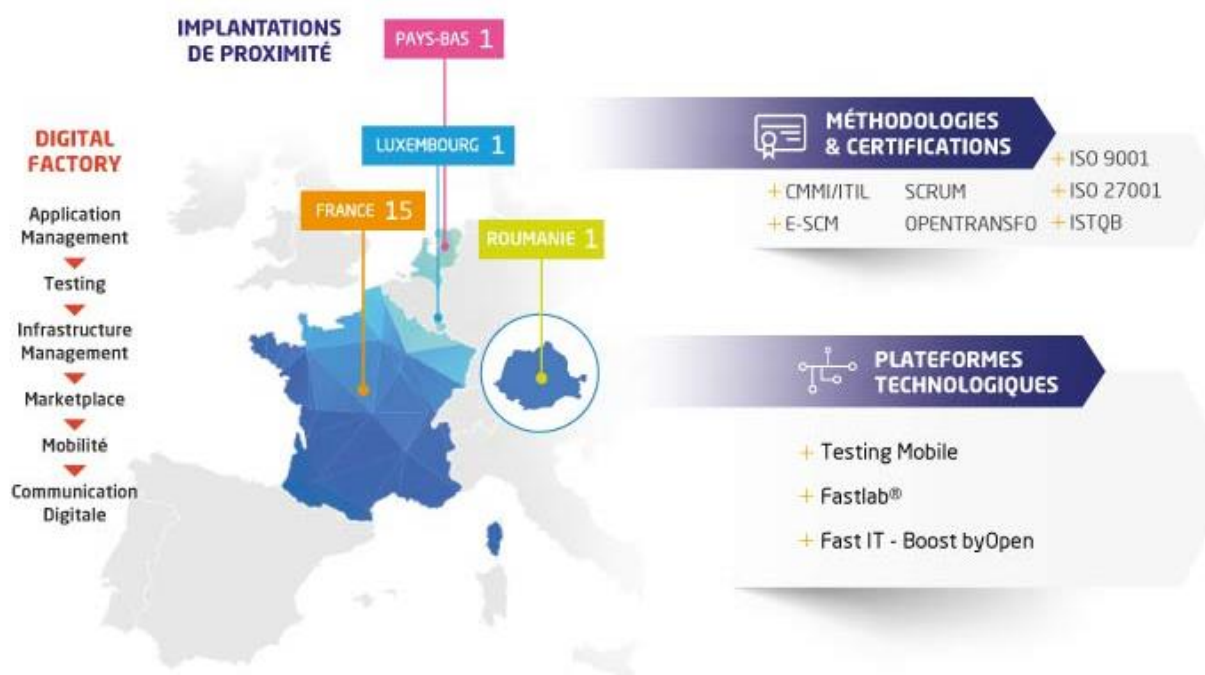 IMPLANTATIONS
DE PROXIMITÉ
PAYS-BAS 1
LUXEMBOURG 1
FRANCE 15
ROUMANIE 1
DIGITAL
FACTORY
Application
Management
Testing
Infrastructure
Management
Marketplace
Mobilité
Communication
Digitale
MÉTHODOLOGIES
& CERTIFICATIONS
+ CMMI/ITIL SCRUM
+ E-SCM OPENTRANSFO
+ ISO 9001
+ ISO 27001
+ ISTQB
PLATEFORMES
TECHNOLOGIQUES
+ Testing Mobile
+ Fastlab®
+ Fast IT - Boost byOpen